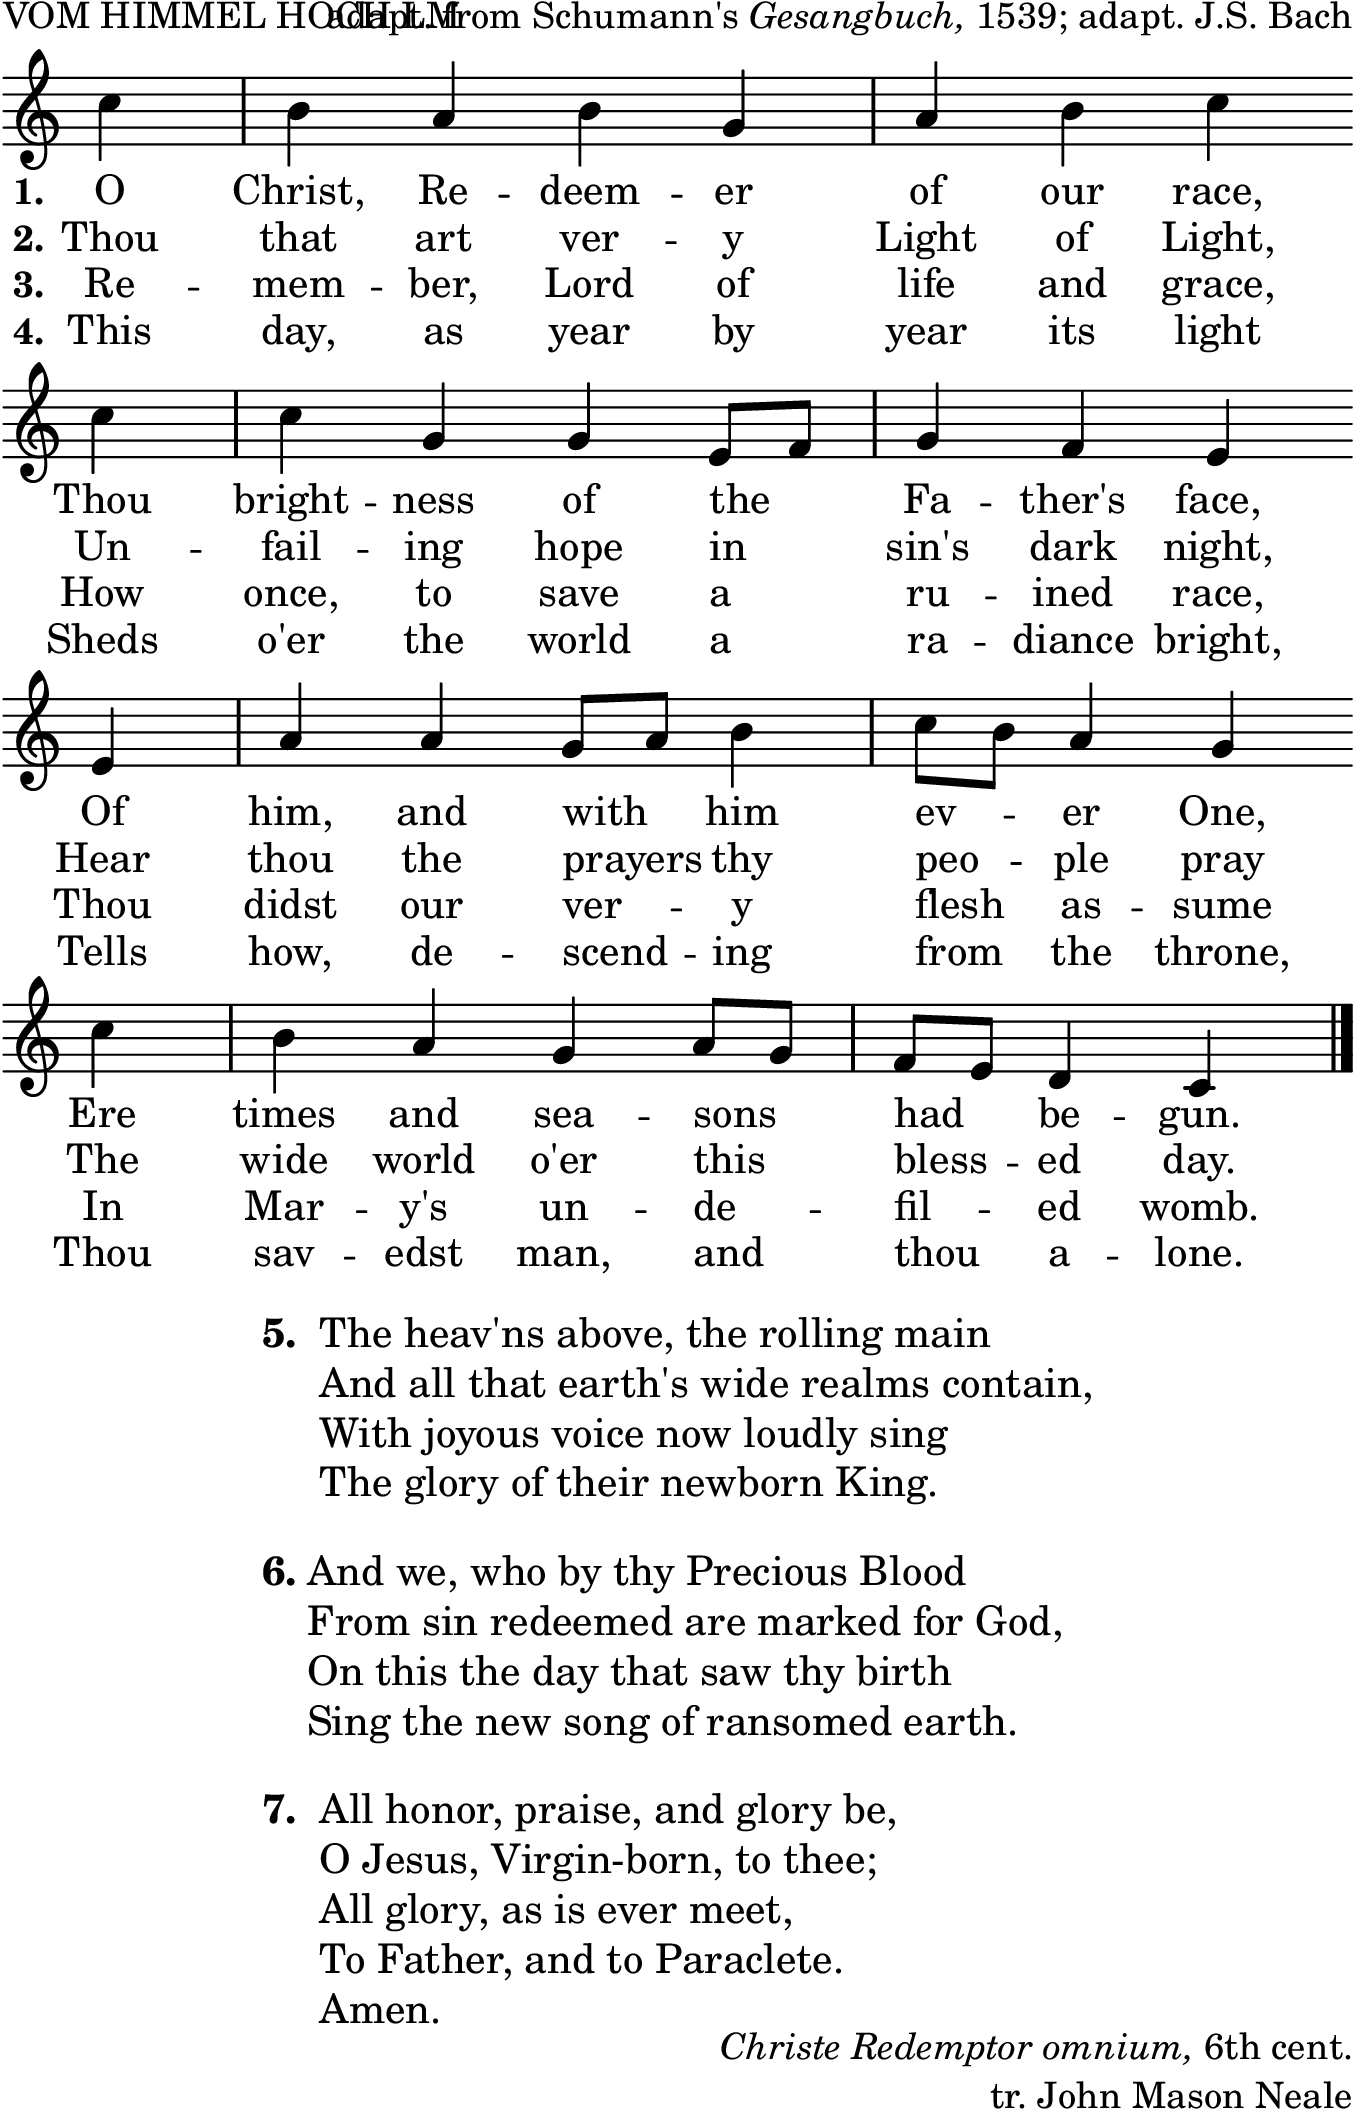 VOM HIMMEL HOCH L.M. adapt. from Schumann's Gesangbuch, 1539; adapt. J.S. Bach
1. O Christ, Re -- deem -- er of our race,
2. Thou that art ver -- y Light of Light,
3. Re -- mem -- ber, Lord of life and grace,
4. This day, as year by year its light
Thou bright -- ness of the Fa -- ther's face,
Un -- fail -- ing hope in sin's dark night,
How once, to save a ru -- ined race,
Sheds o'er the world a ra -- diance bright,
Of him, and with him ev -- er One,
Hear thou the prayers thy peo -- ple pray
Thou didst our ver -- y flesh as -- sume
Tells how, de -- scend -- ing from the throne,
Ere times and sea -- sons had be -- gun.
The wide world o'er this bless -- ed day.
In Mar -- y's un -- de -- fil -- ed womb.
Thou sav -- edst man, and thou a -- lone.
5. The heav'ns above, the rolling main
And all that earth's wide realms contain,
With joyous voice now loudly sing
The glory of their newborn King.
6. And we, who by thy Precious Blood
From sin redeemed are marked for God,
On this the day that saw thy birth
Sing the new song of ransomed earth.
7. All honor, praise, and glory be,
O Jesus, Virgin-born, to thee;
All glory, as is ever meet,
To Father, and to Paraclete.
Amen.
Christe Redemptor omnium, 6th cent.
tr. John Mason Neale